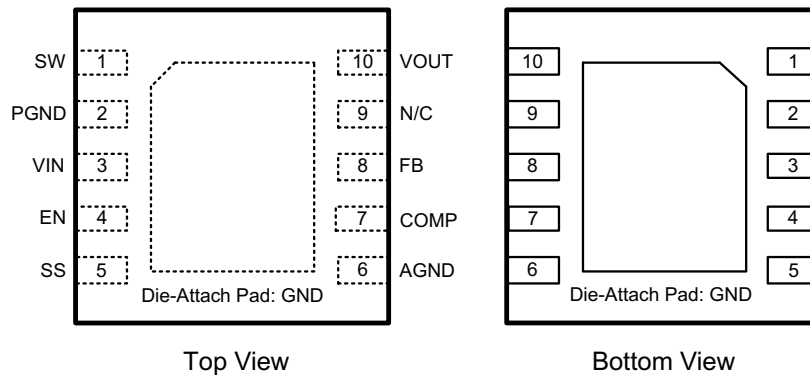 SW 1 10 VOUT 10 1
PGND 2 9 N/C 9 2
VIN 3 8 FB 8 3
EN 4 7 COMP 7 4
SS 5 6 AGND 6 5
Die-Attach Pad: GND Die-Attach Pad: GND
Top View Bottom View